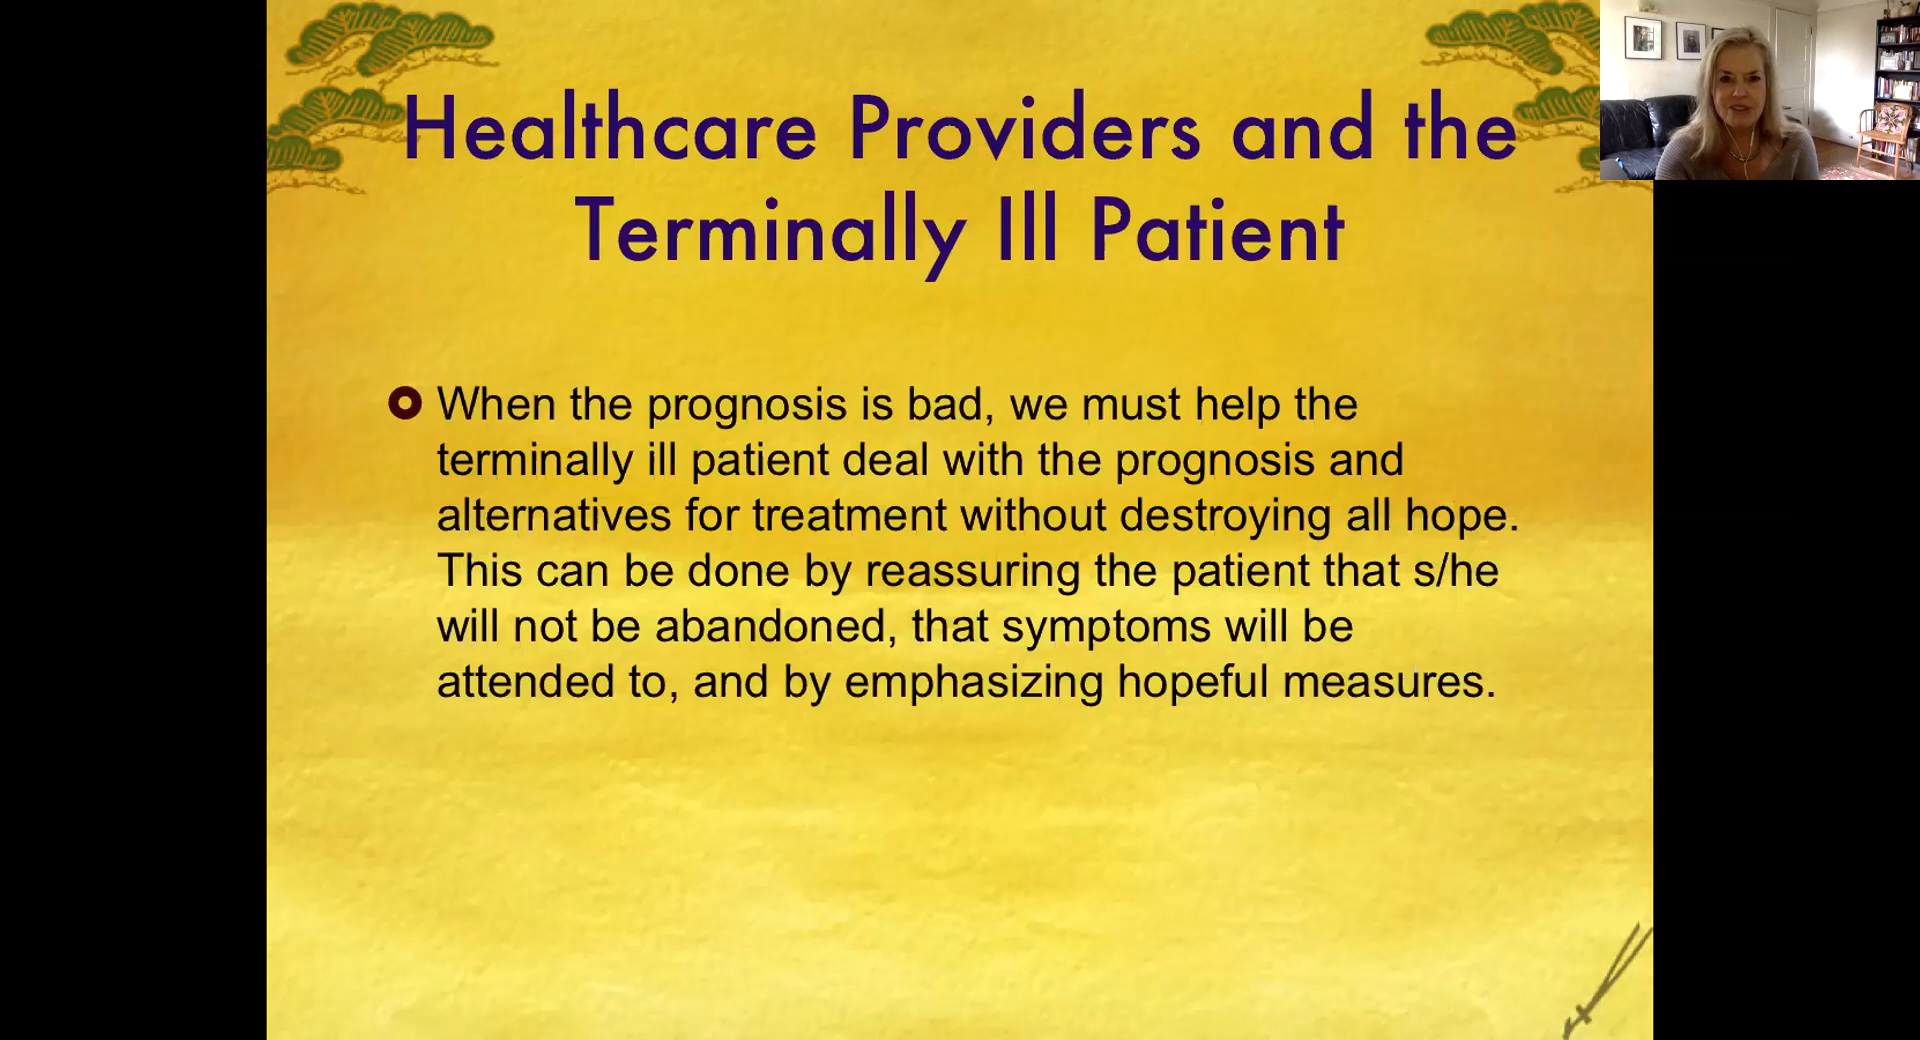 Healthcare Providers and the
Terminally Ill Patient
When the prognosis is bad, we must help the
terminally ill patient deal with the prognosis and
alternatives for treatment without destroying all hope.
This can be done by reassuring the patient that s/he
will not be abandoned, that symptoms will be
attended to, and by emphasizing hopeful measures.